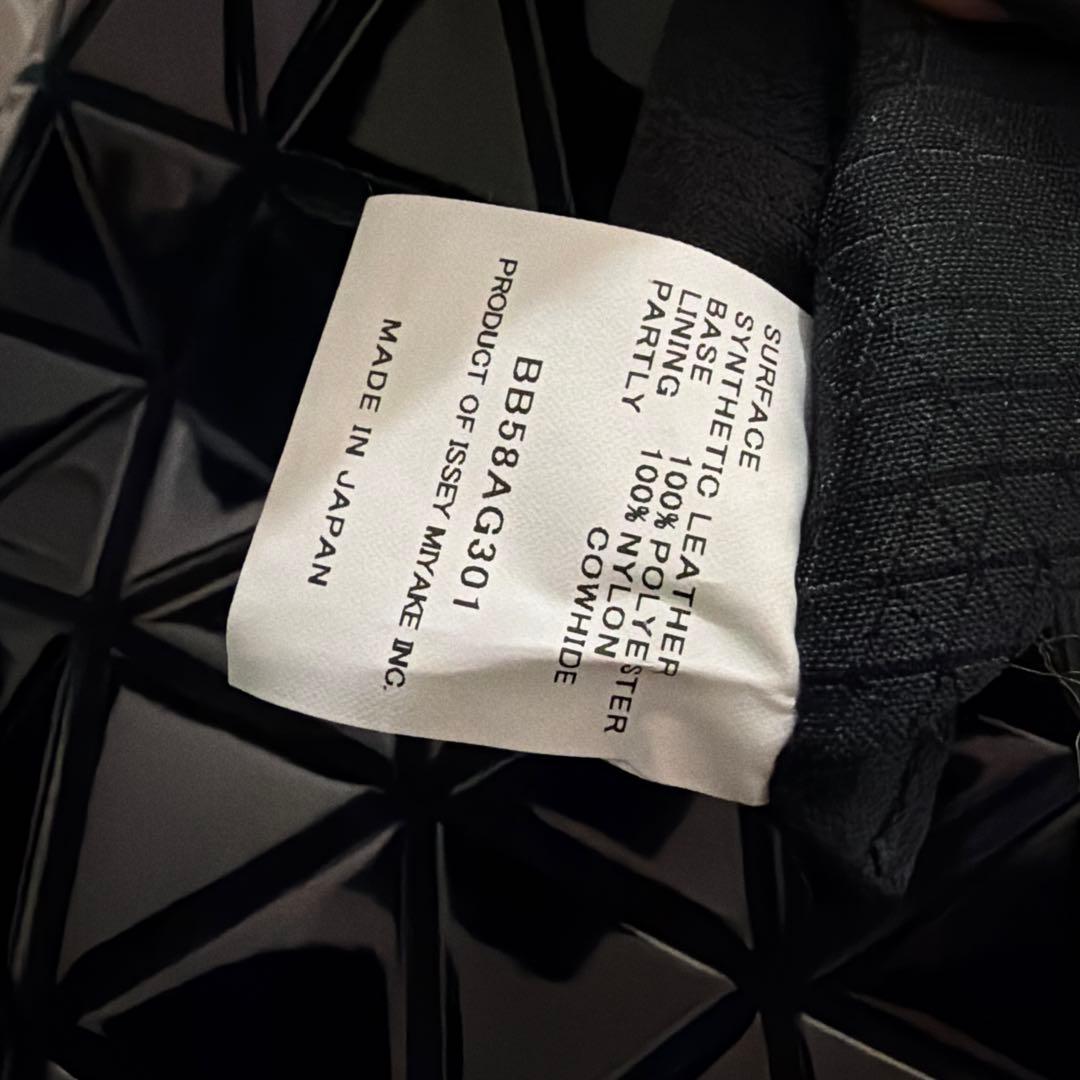 SURFACE
SYNTHETIC LEATHER
BASE 100% POLYESTER
LINING 100% NYLON
PARTLY COWHIDE
BB58AG301
PRODUCT OF ISSEY MIYAKE INC.
MADE IN JAPAN